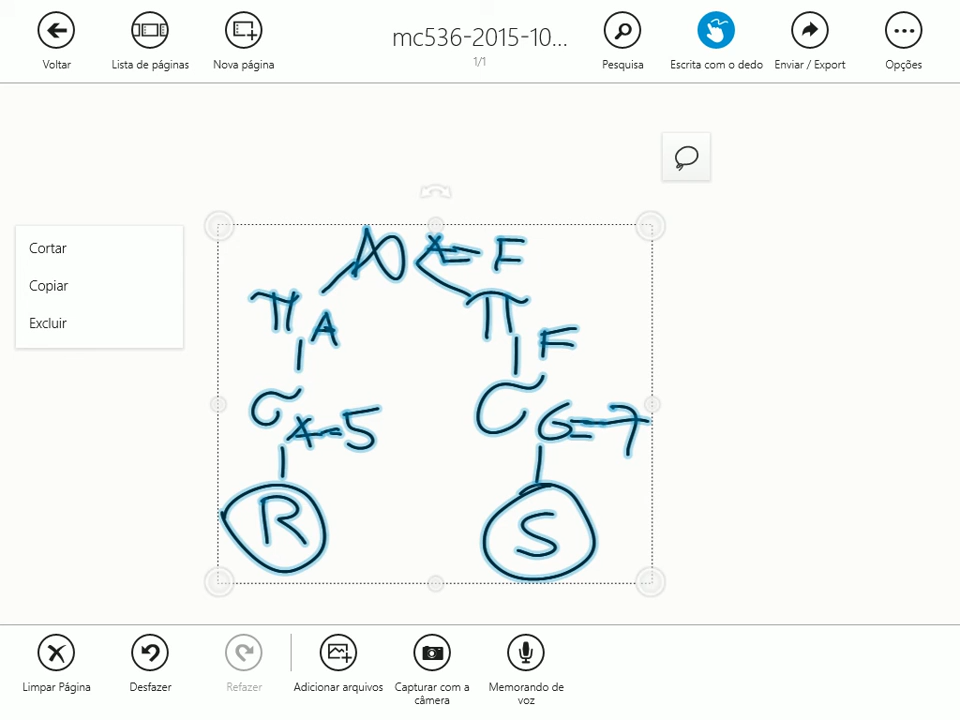 mc536-2015-10...
1/1
Voltar
Lista de páginas
Nova página
Pesquisa
Escrita com o dedo
Enviar / Export
Opções
Cortar
Copiar
Excluir
⋈ A=F
π A
π F
σ A=5
σ G=7
R
S
Limpar Página
Desfazer
Refazer
Adicionar arquivos
Capturar com a
câmera
Memorando de
voz